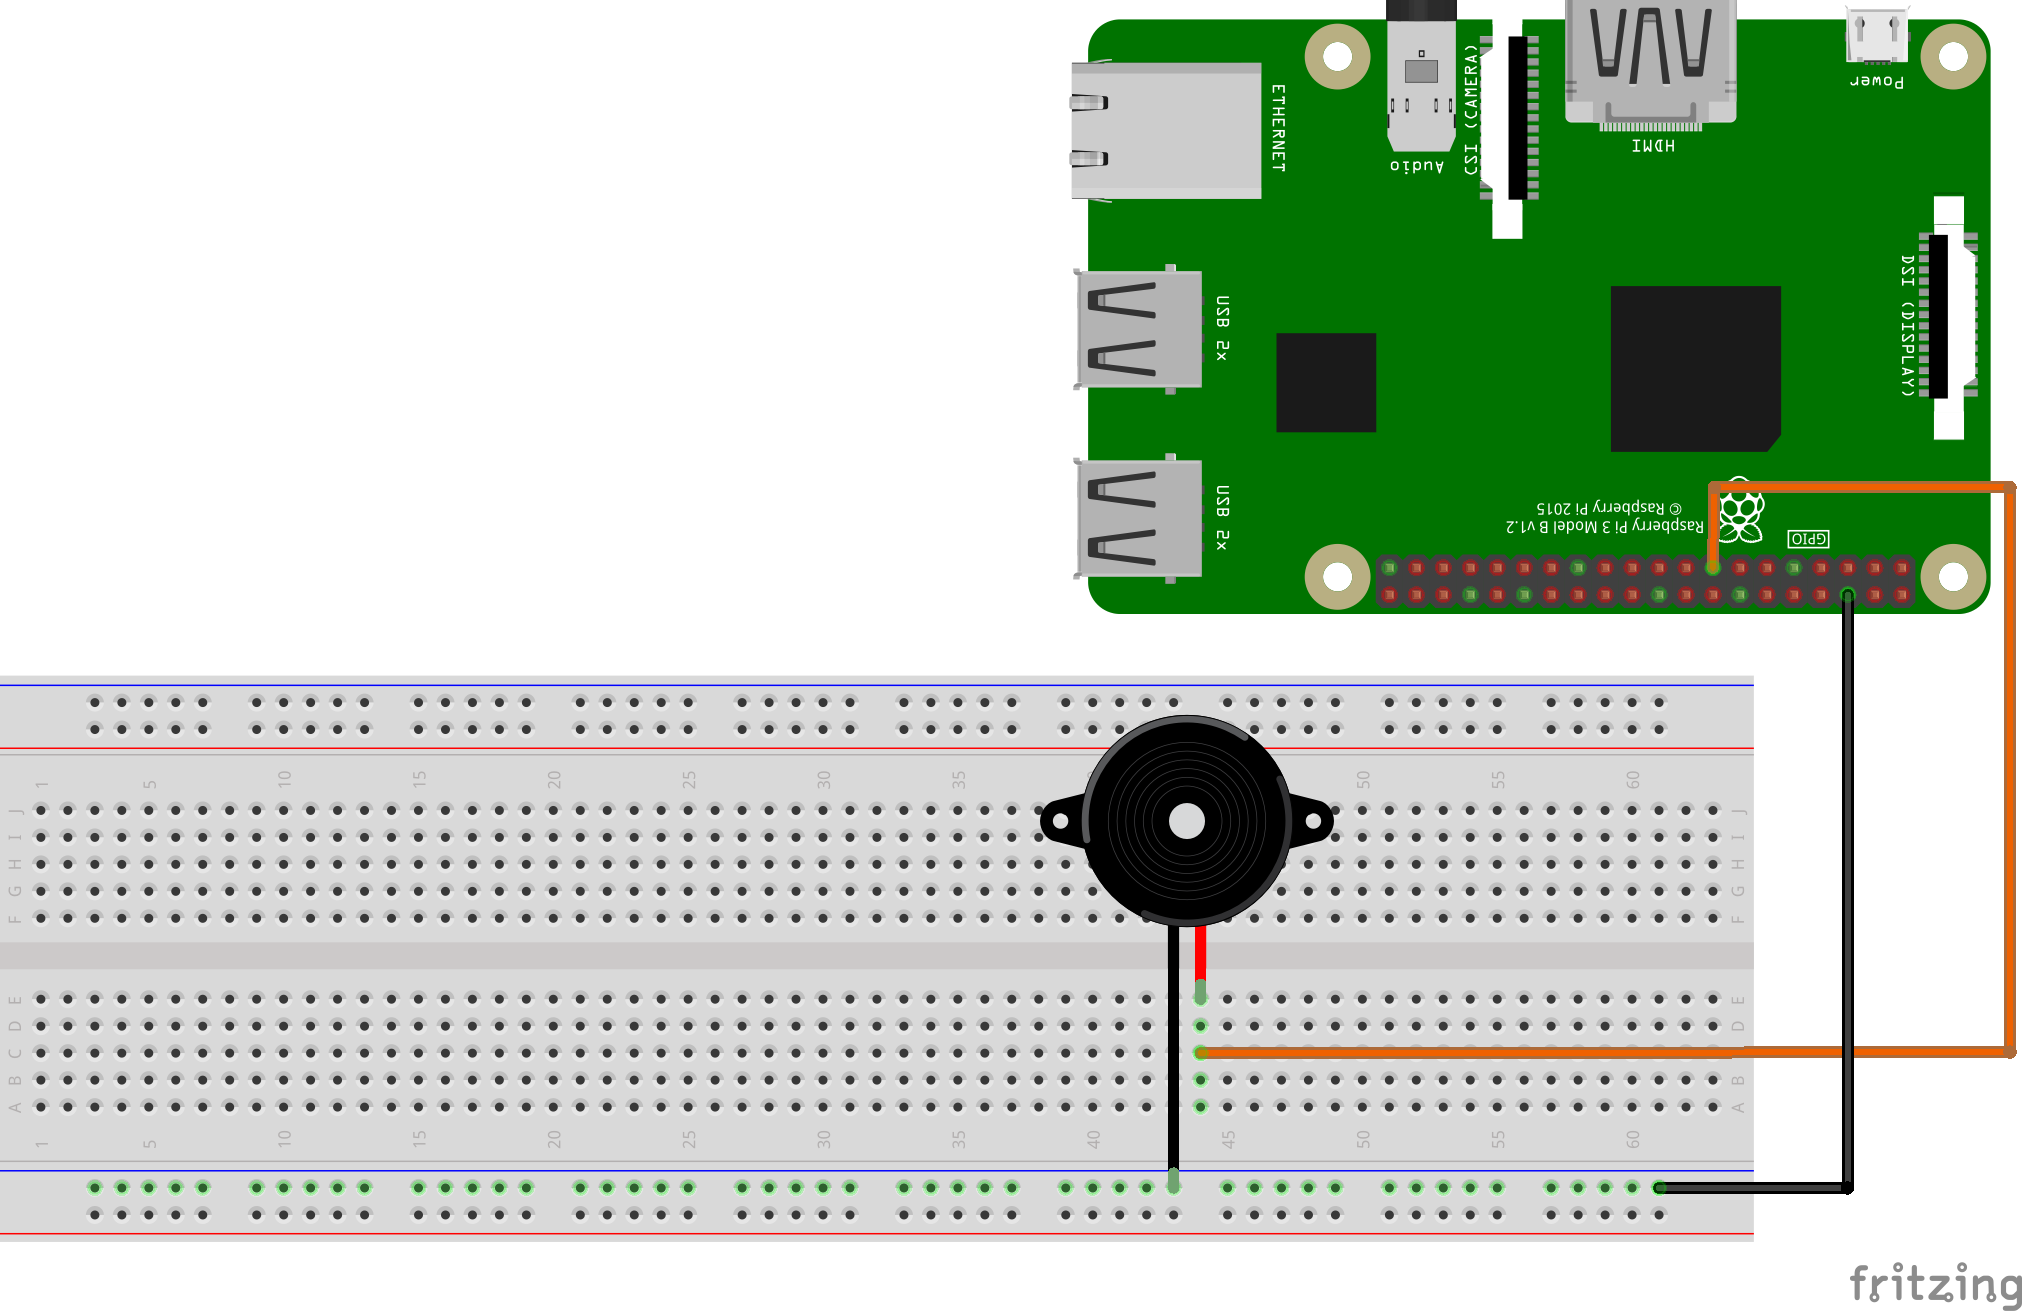 Power
ETHERNET
CSI (CAMERA)
HDMI
Audio
DSI (DISPLAY)
USB 2x
USB 2x
Raspberry Pi 3 Model B v1.2
© Raspberry Pi 2015
GPIO
1 5 10 15 20 25 30 35 50 55 60
J J
I I
H H
G G
F F
E E
D D
C
B B
A A
1 5 10 15 20 25 30 35 40 45 50 55 60
fritzing